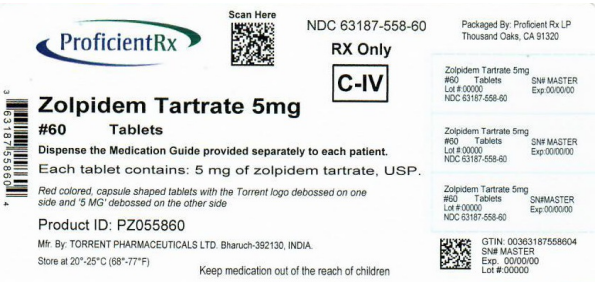 ProficientRx
Scan Here
NDC 63187-558-60
RX Only
C-IV
Packaged By: Proficient Rx LP
Thousand Oaks, CA 91320
3 63187 55860 4
Zolpidem Tartrate 5mg
#60 Tablets
Dispense the Medication Guide provided separately to each patient.
Each tablet contains: 5 mg of zolpidem tartrate, USP.
Red colored, capsule shaped tablets with the Torrent logo debossed on one
side and '5 MG' debossed on the other side
Product ID: PZ055860
Mfr. By: TORRENT PHARMACEUTICALS LTD. Bharuch-392130, INDIA.
Store at 20°-25°C (68°-77°F)
Keep medication out of the reach of children
Zolpidem Tartrate 5mg
#60 Tablets SN# MASTER
Lot #:00000 Exp:00/00/00
NDC 63187-558-60
Zolpidem Tartrate 5mg
#60 Tablets SN# MASTER
Lot #:00000 Exp:00/00/00
NDC 63187-558-60
Zolpidem Tartrate 5mg
#60 Tablets SN#MASTER
Lot #:00000 Exp:00/00/00
NDC 63187-558-60
GTIN: 00363187558604
SN# MASTER
Exp. 00/00/00
Lot #:00000